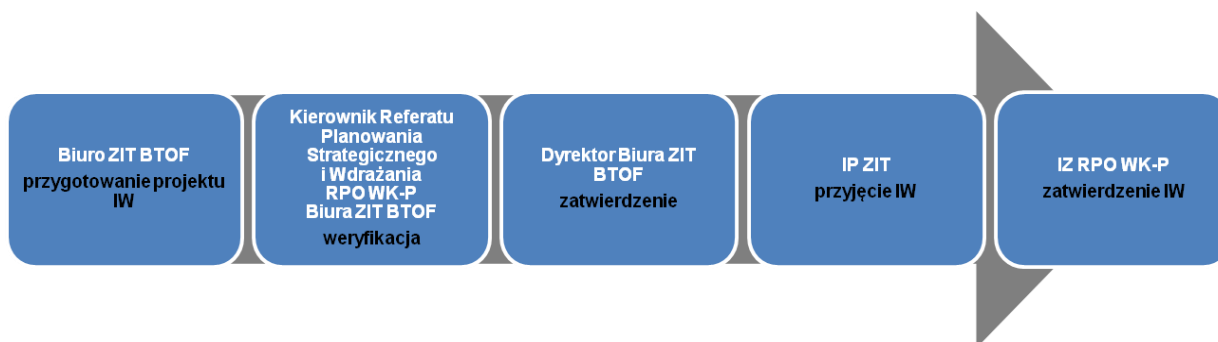 Biuro ZIT BTOF
przygotowanie projektu
IW
Kierownik Referatu
Planowania
Strategicznego
i Wdrażania
RPO WK-P
Biura ZIT BTOF
weryfikacja
Dyrektor Biura ZIT
BTOF
zatwierdzenie
IP ZIT
przyjęcie IW
IZ RPO WK-P
zatwierdzenie IW